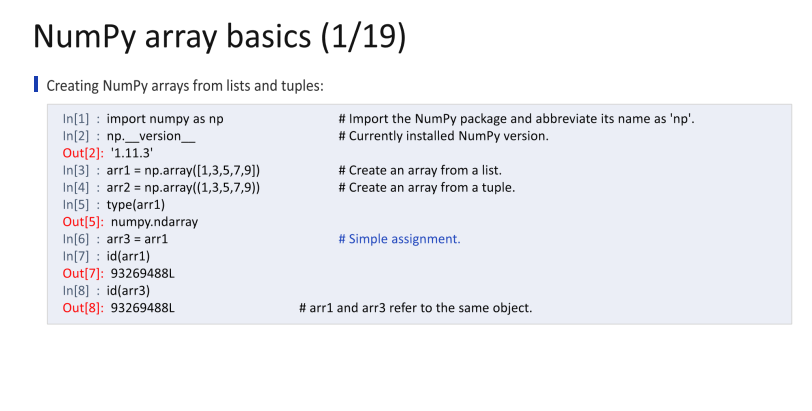 NumPy array basics (1/19)
Creating NumPy arrays from lists and tuples:
In[1] : import numpy as np # Import the NumPy package and abbreviate its name as 'np'.
In[2] : np.__version__ # Currently installed NumPy version.
Out[2]: '1.11.3'
In[3] : arr1 = np.array([1,3,5,7,9]) # Create an array from a list.
In[4] : arr2 = np.array((1,3,5,7,9)) # Create an array from a tuple.
In[5] : type(arr1)
Out[5]: numpy.ndarray
In[6] : arr3 = arr1 # Simple assignment.
In[7] : id(arr1)
Out[7]: 93269488L
In[8] : id(arr3)
Out[8]: 93269488L # arr1 and arr3 refer to the same object.